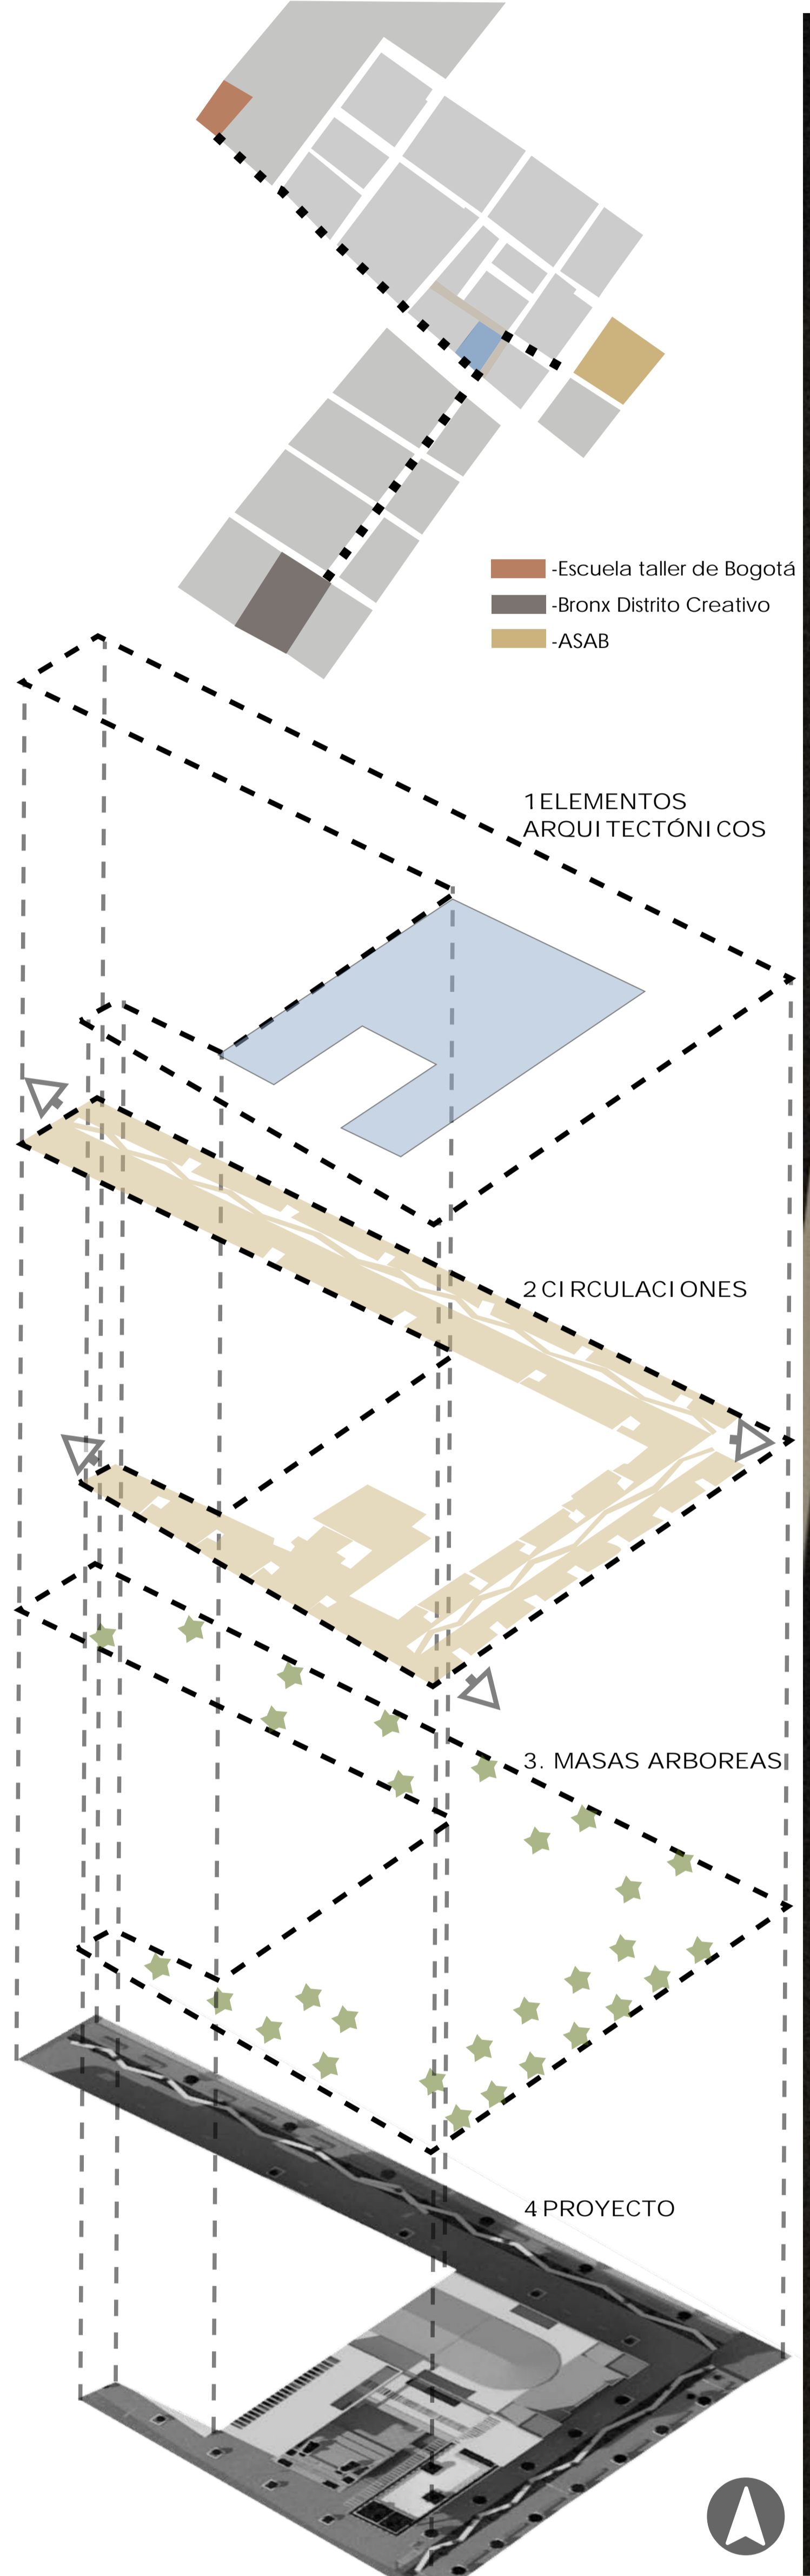 -Escuela taller de Bogotá
-Bronx Distrito Creativo
-ASAB
1 ELEMENTOS
ARQUITECTÓNICOS
2 CIRCULACIONES
3. MASAS ARBOREAS
4 PROYECTO